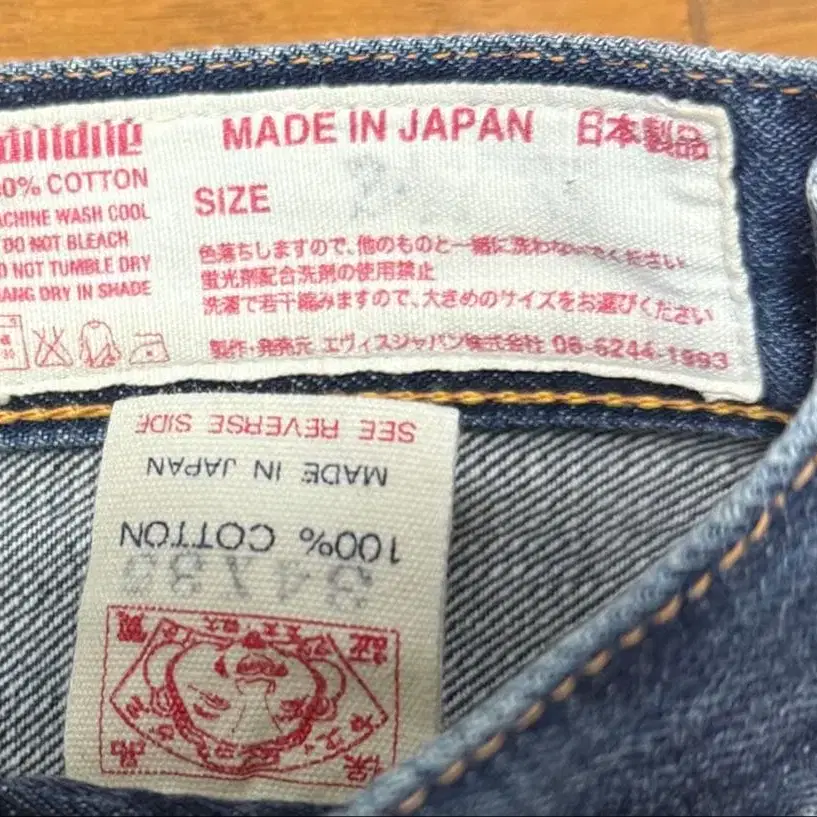 MADE IN JAPAN 日本製品
0% COTTON
ACHINE WASH COOL
DO NOT BLEACH
O NOT TUMBLE DRY
ANG DRY IN SHADE
SIZE
色落ちしますので、他のものと一緒に洗わないでください
蛍光剤配合洗剤の使用禁止
洗濯で若干縮みますので、大きめのサイズをお選びください
製作・発売元 エヴィスジャパン株式会社 06-6244-1993
SEE REVERSE SIDE
MADE IN JAPAN
100% COTTON